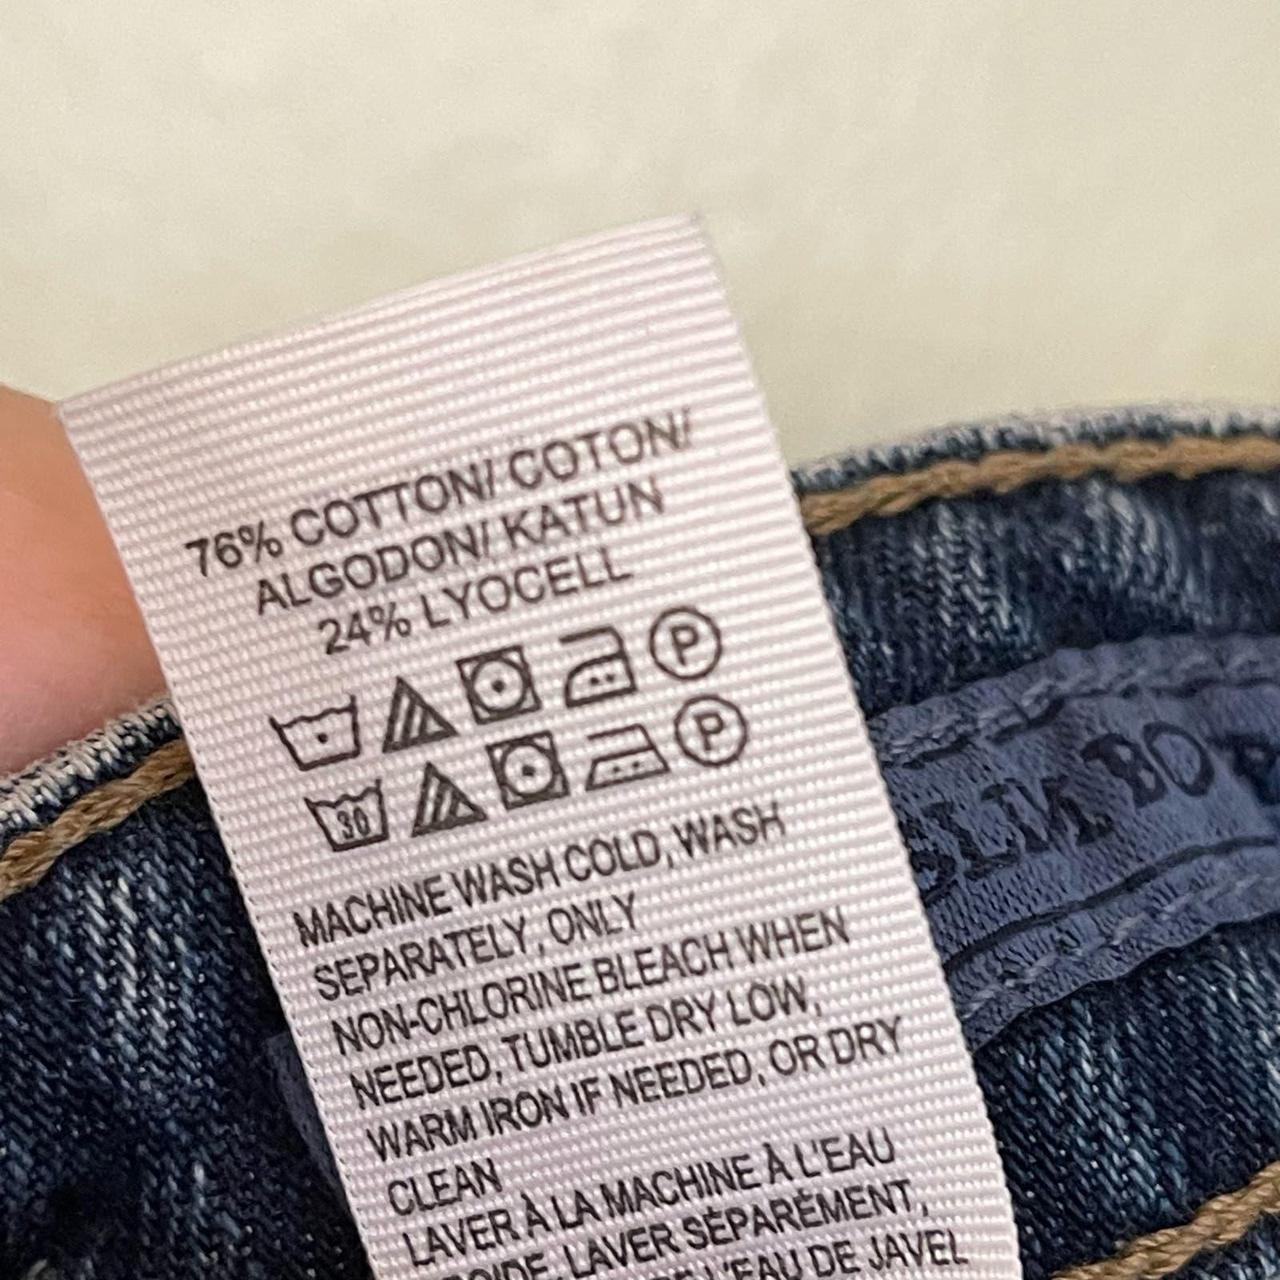 76% COTTON/ COTON/
ALGODON/ KATUN
24% LYOCELL
P
30 P
MACHINE WASH COLD, WASH
SEPARATELY, ONLY
NON-CHLORINE BLEACH WHEN
NEEDED, TUMBLE DRY LOW,
WARM IRON IF NEEDED, OR DRY
CLEAN
LAVER À LA MACHINE À L'EAU
LAVER SÉPARÉMENT,
L'EAU DE JAVEL
SLIM BO